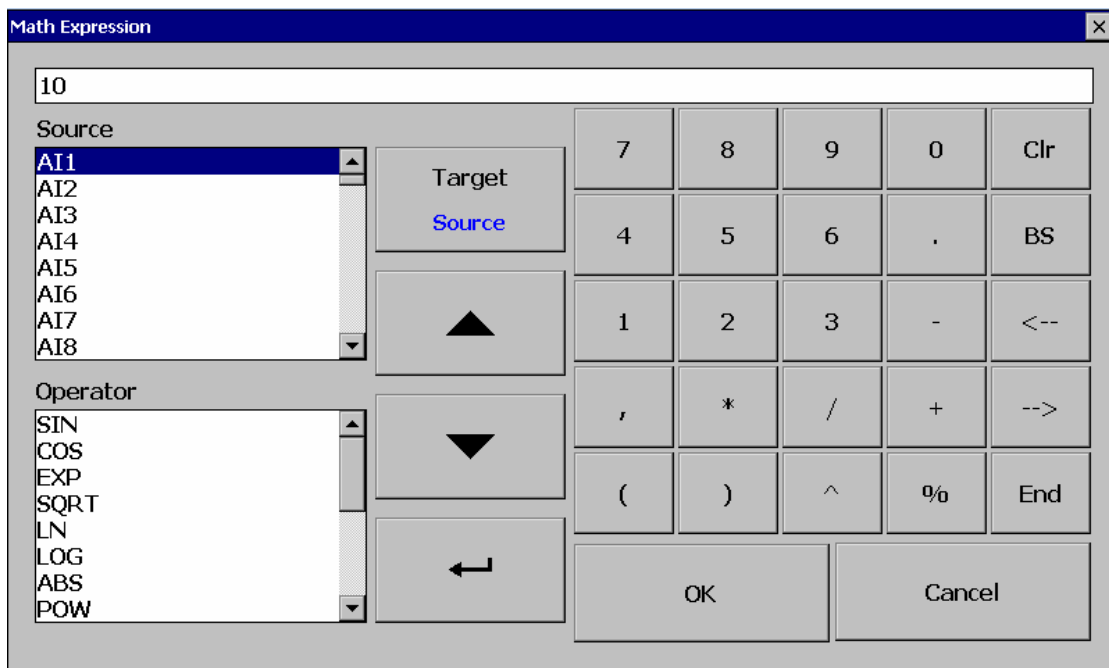 Math Expression
10
Source
AI1
AI2
AI3
AI4
AI5
AI6
AI7
AI8
Operator
SIN
COS
EXP
SQRT
LN
LOG
ABS
POW
Target
Source
7 8 9 0 Clr
4 5 6 . BS
1 2 3 - <--
, * / + -->
( ) ^ % End
OK Cancel